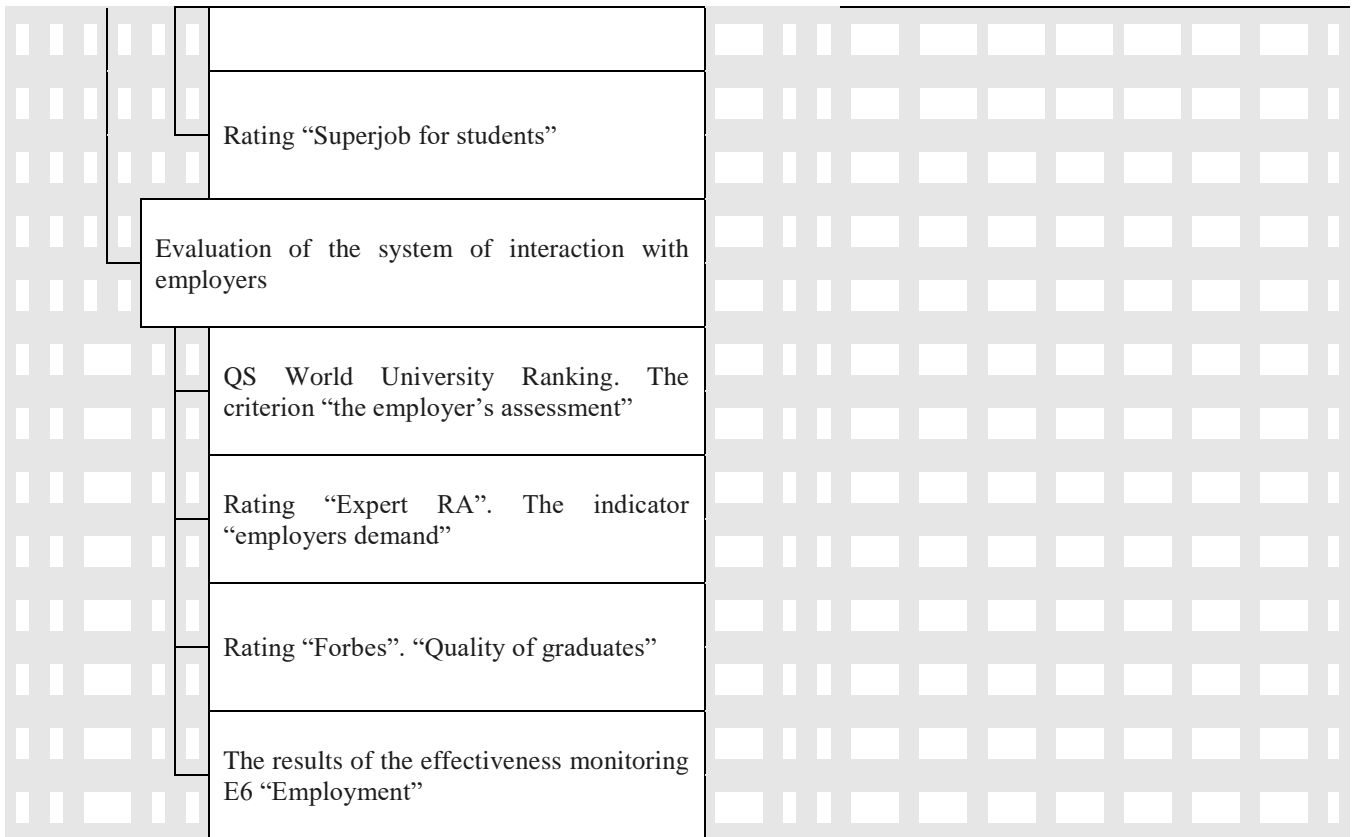 Rating “Superjob for students”
Evaluation of the system of interaction with
employers
QS World University Ranking. The
criterion “the employer’s assessment”
Rating “Expert RA”. The indicator
“employers demand”
Rating “Forbes”. “Quality of graduates”
The results of the effectiveness monitoring
E6 “Employment”